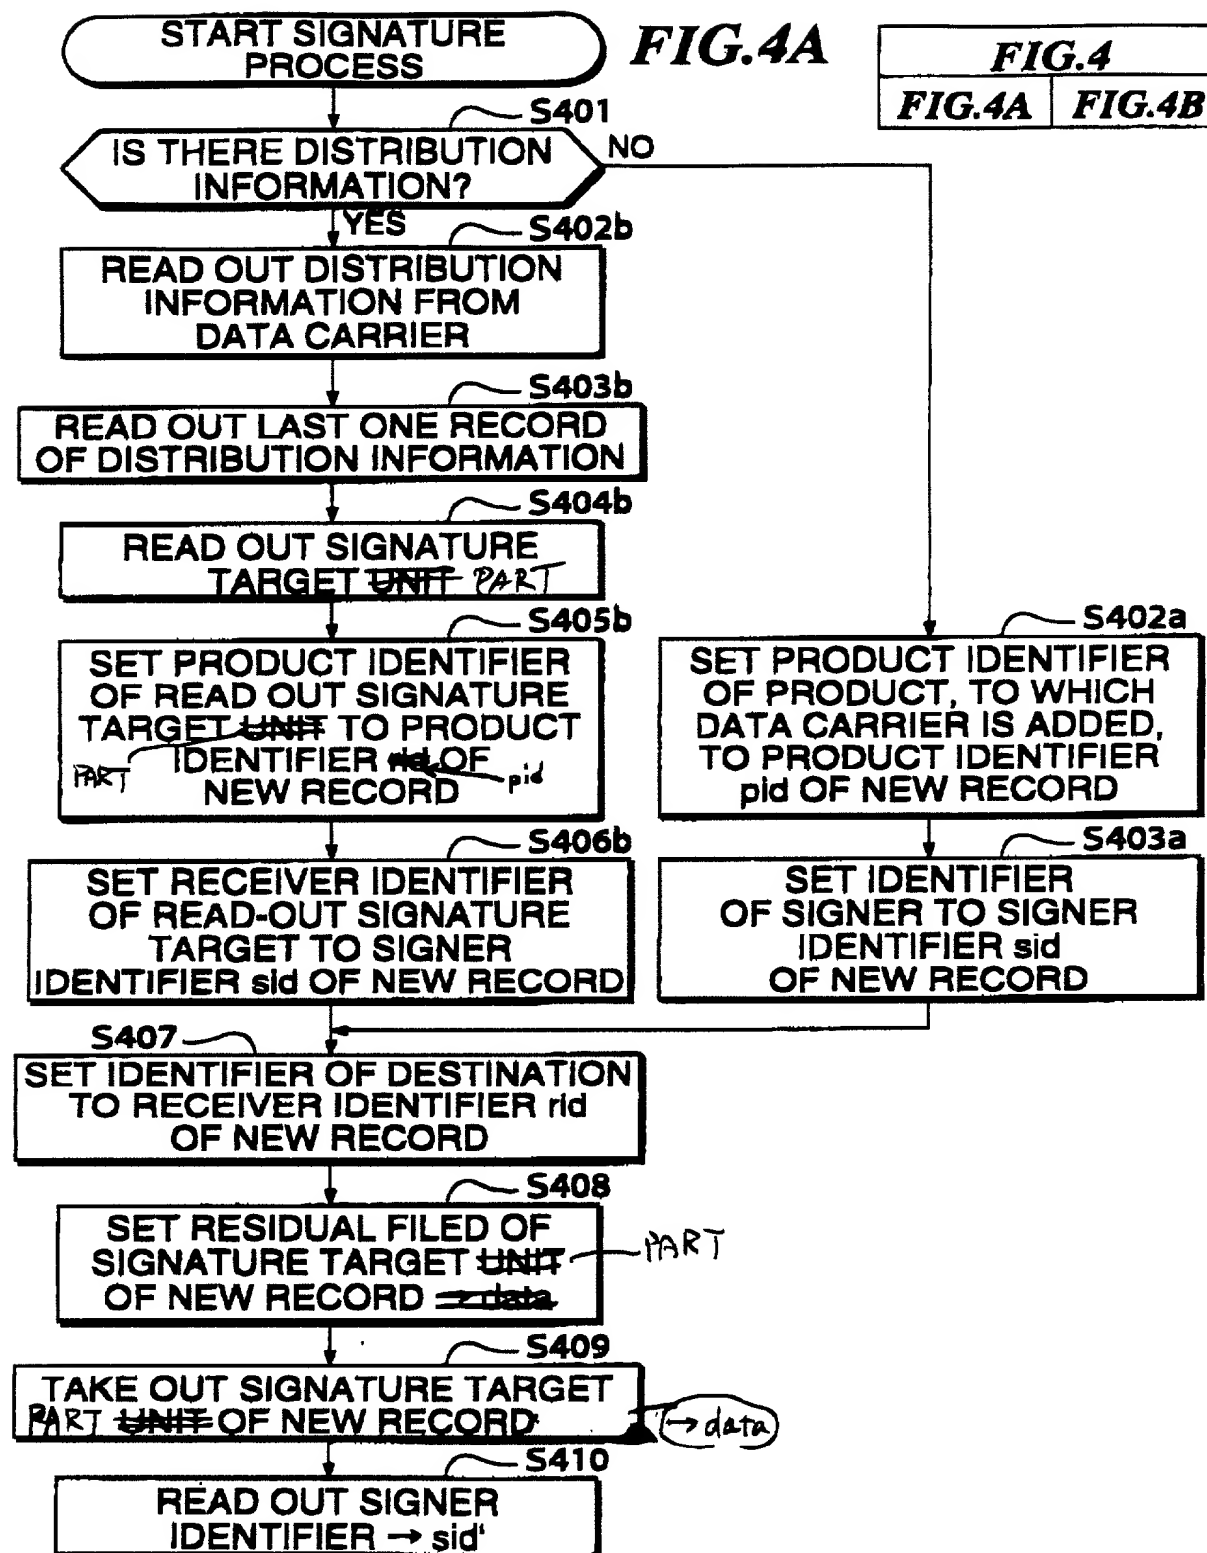 START SIGNATURE
PROCESS
FIG.4A
FIG.4
FIG.4A FIG.4B
S401
IS THERE DISTRIBUTION
INFORMATION?
NO
YES
S402b
READ OUT DISTRIBUTION
INFORMATION FROM
DATA CARRIER
S403b
READ OUT LAST ONE RECORD
OF DISTRIBUTION INFORMATION
S404b
READ OUT SIGNATURE
TARGET UNIT PART
S405b
SET PRODUCT IDENTIFIER
OF READ OUT SIGNATURE
TARGET UNIT TO PRODUCT
PART IDENTIFIER rid OF pid
NEW RECORD
S402a
SET PRODUCT IDENTIFIER
OF PRODUCT, TO WHICH
DATA CARRIER IS ADDED,
TO PRODUCT IDENTIFIER
pid OF NEW RECORD
S406b
SET RECEIVER IDENTIFIER
OF READ-OUT SIGNATURE
TARGET TO SIGNER
IDENTIFIER sid OF NEW RECORD
S403a
SET IDENTIFIER
OF SIGNER TO SIGNER
IDENTIFIER sid
OF NEW RECORD
S407
SET IDENTIFIER OF DESTINATION
TO RECEIVER IDENTIFIER rid
OF NEW RECORD
S408
SET RESIDUAL FILED OF
SIGNATURE TARGET UNIT PART
OF NEW RECORD → data
S409
TAKE OUT SIGNATURE TARGET
PART UNIT OF NEW RECORD → data
S410
READ OUT SIGNER
IDENTIFIER → sid'